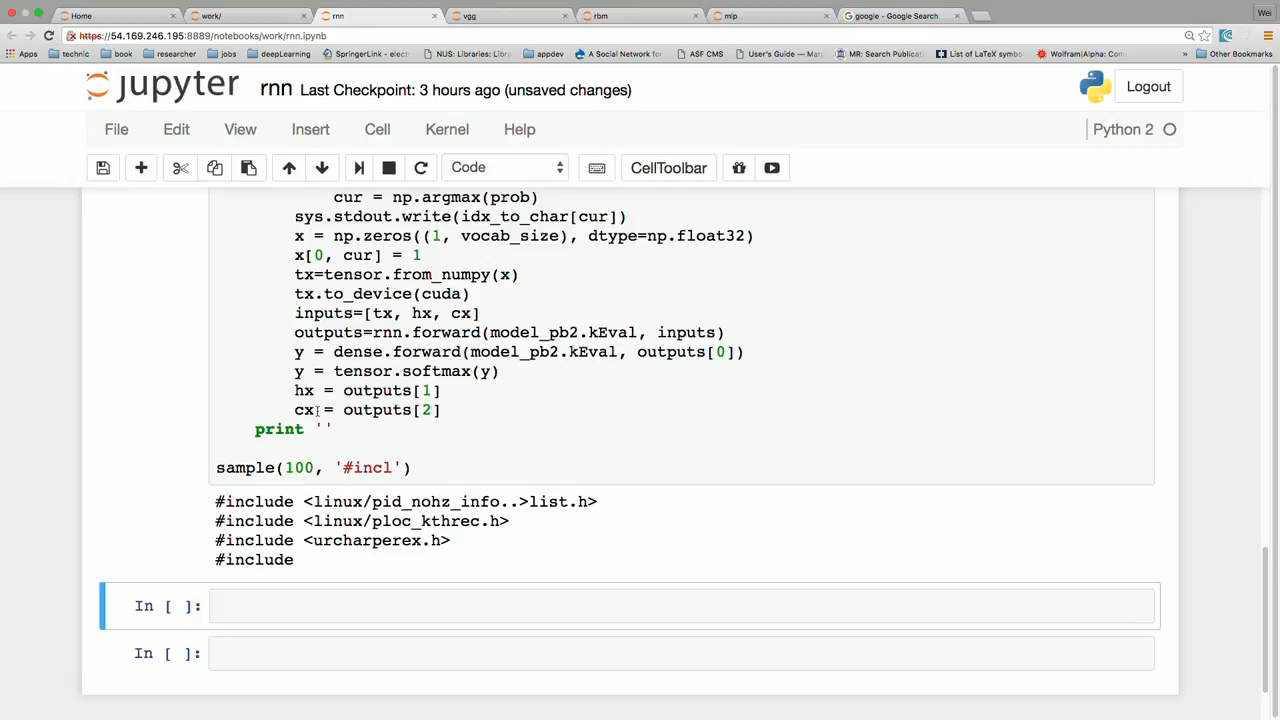 Home
work/
rnn
vgg
rbm
mlp
google - Google Search
Wei
https://54.169.246.195:8889/notebooks/work/rnn.ipynb
Apps technic book researcher jobs deepLearning SpringerLink - elect NUS: Libraries: Libr appdev A Social Network fo ASF CMS User's Guide — Ma MR: Search Publicat List of LaTeX symbo Wolfram|Alpha: Com » Other Bookmarks
jupyter rnn Last Checkpoint: 3 hours ago (unsaved changes) Logout
File Edit View Insert Cell Kernel Help Python 2
Code CellToolbar
cur = np.argmax(prob)
sys.stdout.write(idx_to_char[cur])
x = np.zeros((1, vocab_size), dtype=np.float32)
x[0, cur] = 1
tx=tensor.from_numpy(x)
tx.to_device(cuda)
inputs=[tx, hx, cx]
outputs=rnn.forward(model_pb2.kEval, inputs)
y = dense.forward(model_pb2.kEval, outputs[0])
y = tensor.softmax(y)
hx = outputs[1]
cx = outputs[2]
print ''
sample(100, '#incl')
#include <linux/pid_nohz_info..>list.h>
#include <linux/ploc_kthrec.h>
#include <urcharperex.h>
#include
In [ ]:
In [ ]: